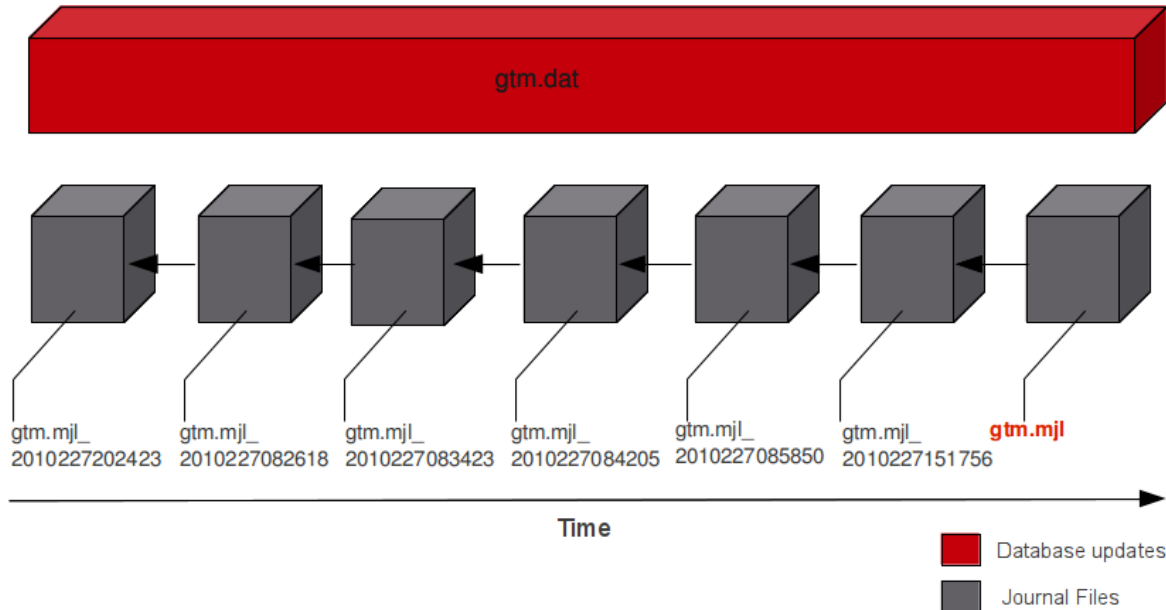 gtm.dat
gtm.mjl_
2010227202423
gtm.mjl_
2010227082618
gtm.mjl_
2010227083423
gtm.mjl_
2010227084205
gtm.mjl_
2010227085850
gtm.mjl_
2010227151756
gtm.mjl
Time
Database updates
Journal Files